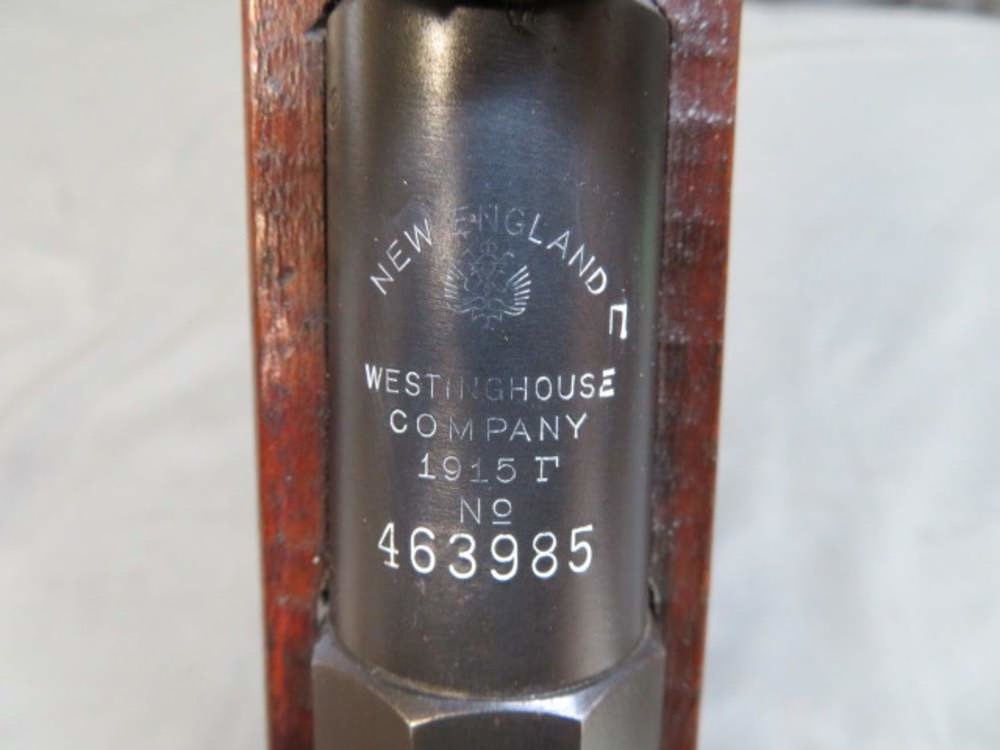 NEW ENGLAND
П
WESTINGHOUSE
COMPANY
1915 Г
No
463985